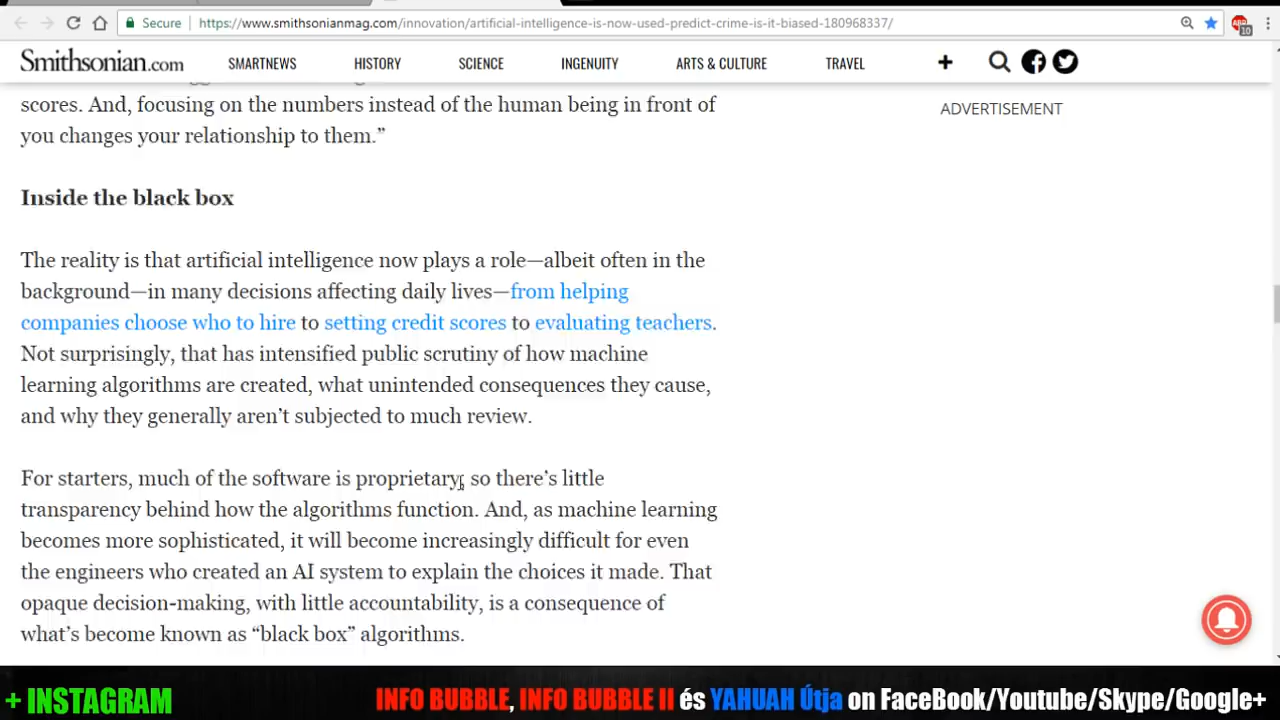 Secure
https://www.smithsonianmag.com/innovation/artificial-intelligence-is-now-used-predict-crime-is-it-biased-180968337/
ABP
10
Smithsonian.com
SMARTNEWS
HISTORY
SCIENCE
INGENUITY
ARTS & CULTURE
TRAVEL
scores. And, focusing on the numbers instead of the human being in front of
you changes your relationship to them.”
ADVERTISEMENT
Inside the black box
The reality is that artificial intelligence now plays a role—albeit often in the
background—in many decisions affecting daily lives—from helping
companies choose who to hire to setting credit scores to evaluating teachers.
Not surprisingly, that has intensified public scrutiny of how machine
learning algorithms are created, what unintended consequences they cause,
and why they generally aren’t subjected to much review.
For starters, much of the software is proprietary, so there’s little
transparency behind how the algorithms function. And, as machine learning
becomes more sophisticated, it will become increasingly difficult for even
the engineers who created an AI system to explain the choices it made. That
opaque decision-making, with little accountability, is a consequence of
what’s become known as “black box” algorithms.
+ INSTAGRAM
INFO BUBBLE, INFO BUBBLE II és YAHUAH Útja on FaceBook/Youtube/Skype/Google+